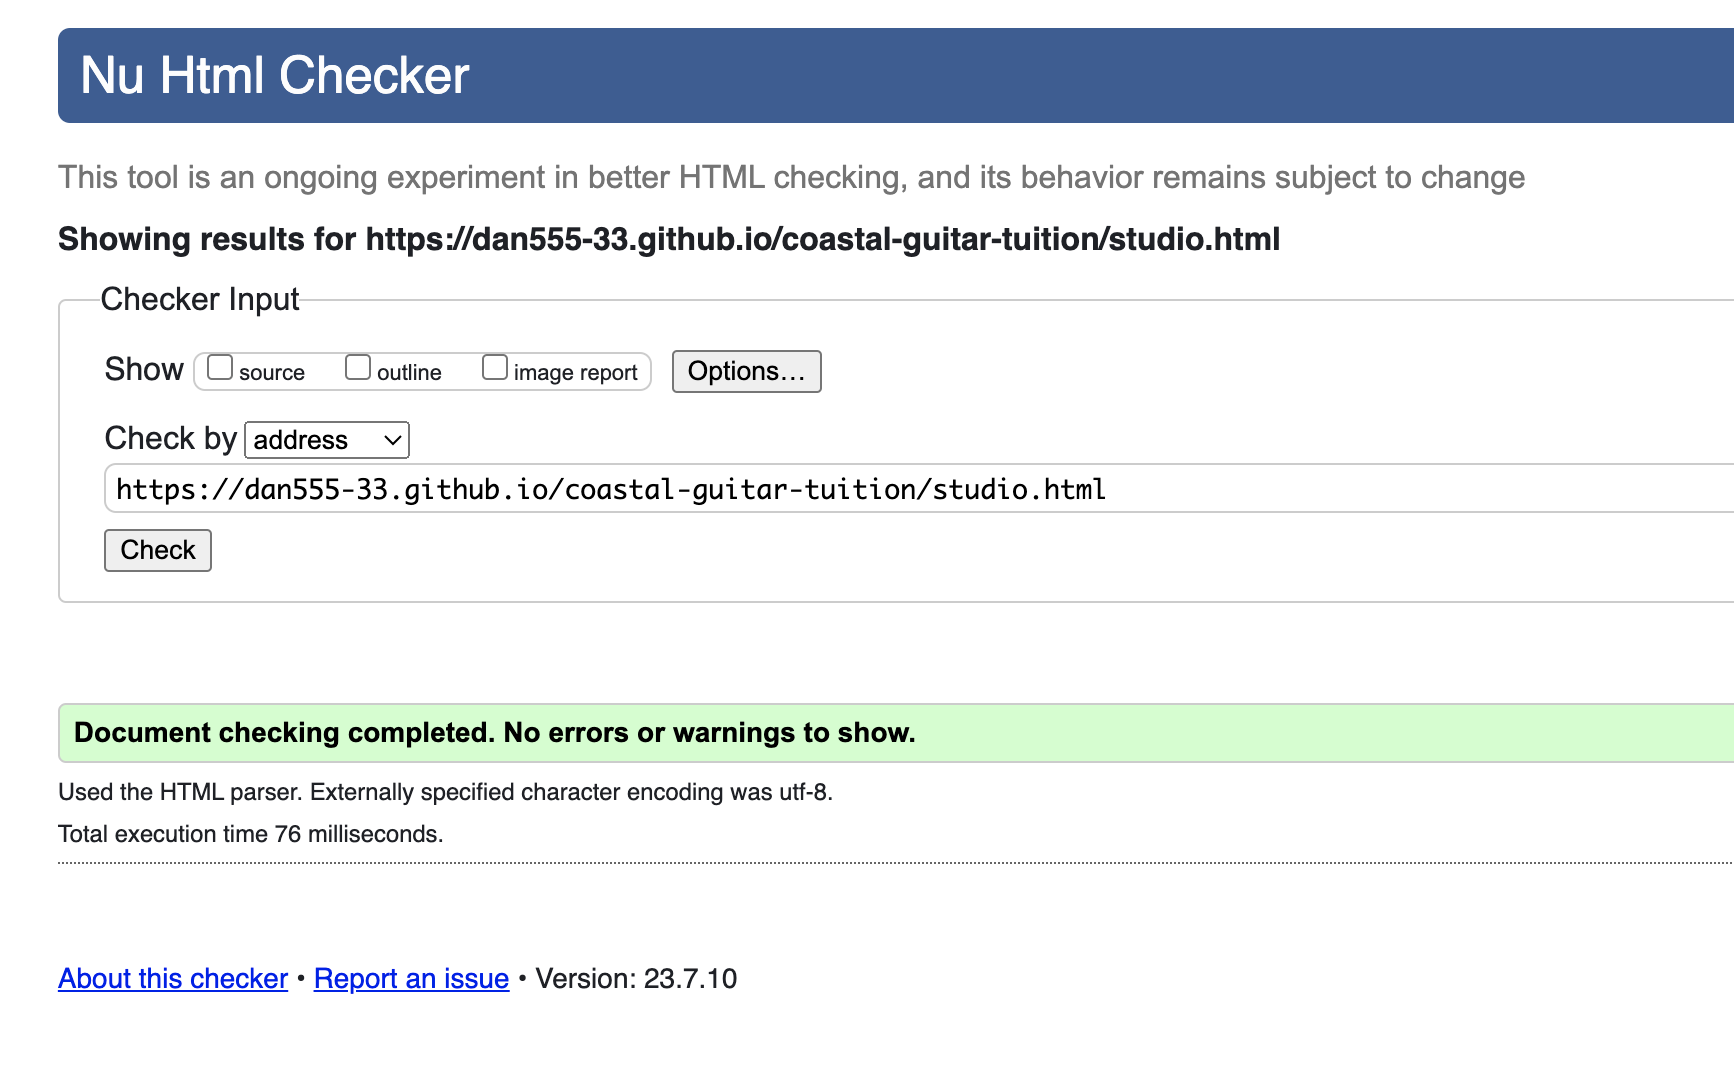 Nu Html Checker
This tool is an ongoing experiment in better HTML checking, and its behavior remains subject to change
Showing results for https://dan555-33.github.io/coastal-guitar-tuition/studio.html
Checker Input
Show source outline image report Options...
Check by address
https://dan555-33.github.io/coastal-guitar-tuition/studio.html
Check
Document checking completed. No errors or warnings to show.
Used the HTML parser. Externally specified character encoding was utf-8.
Total execution time 76 milliseconds.
About this checker • Report an issue • Version: 23.7.10